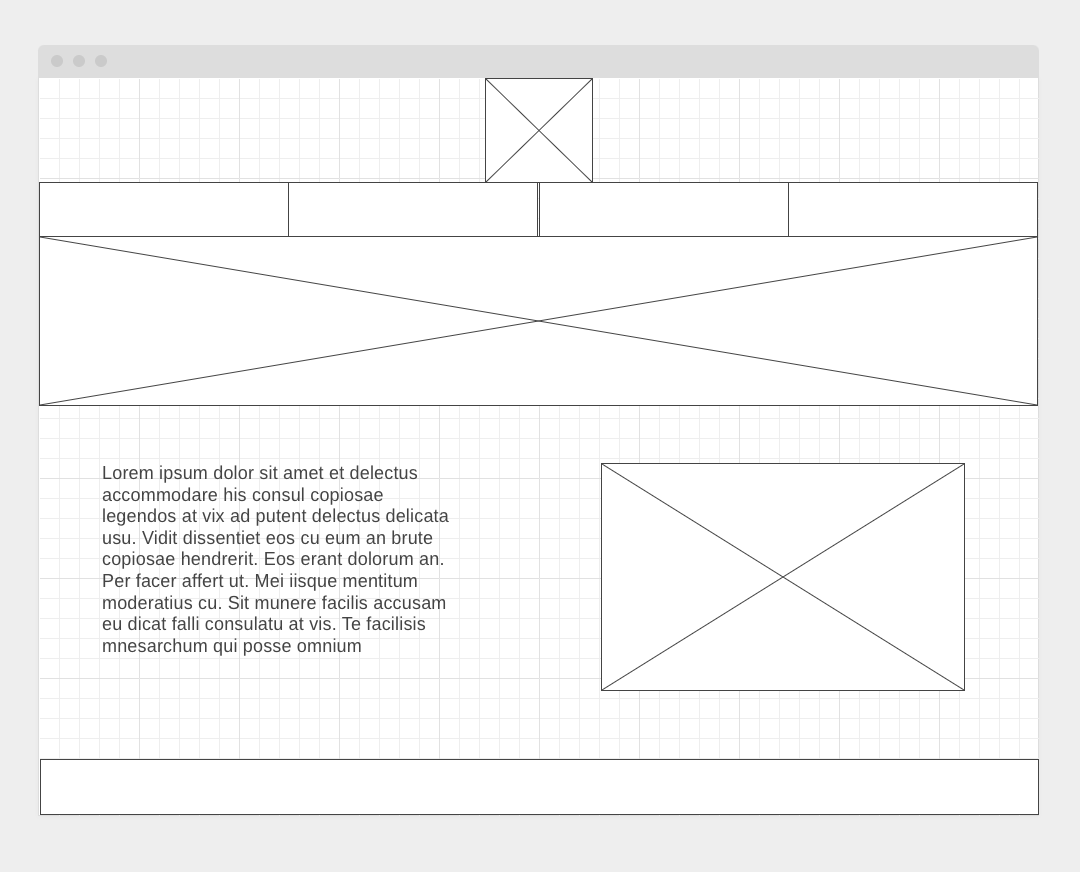 Lorem ipsum dolor sit amet et delectus
accommodare his consul copiosae
legendos at vix ad putent delectus delicata
usu. Vidit dissentiet eos cu eum an brute
copiosae hendrerit. Eos erant dolorum an.
Per facer affert ut. Mei iisque mentitum
moderatius cu. Sit munere facilis accusam
eu dicat falli consulatu at vis. Te facilisis
mnesarchum qui posse omnium